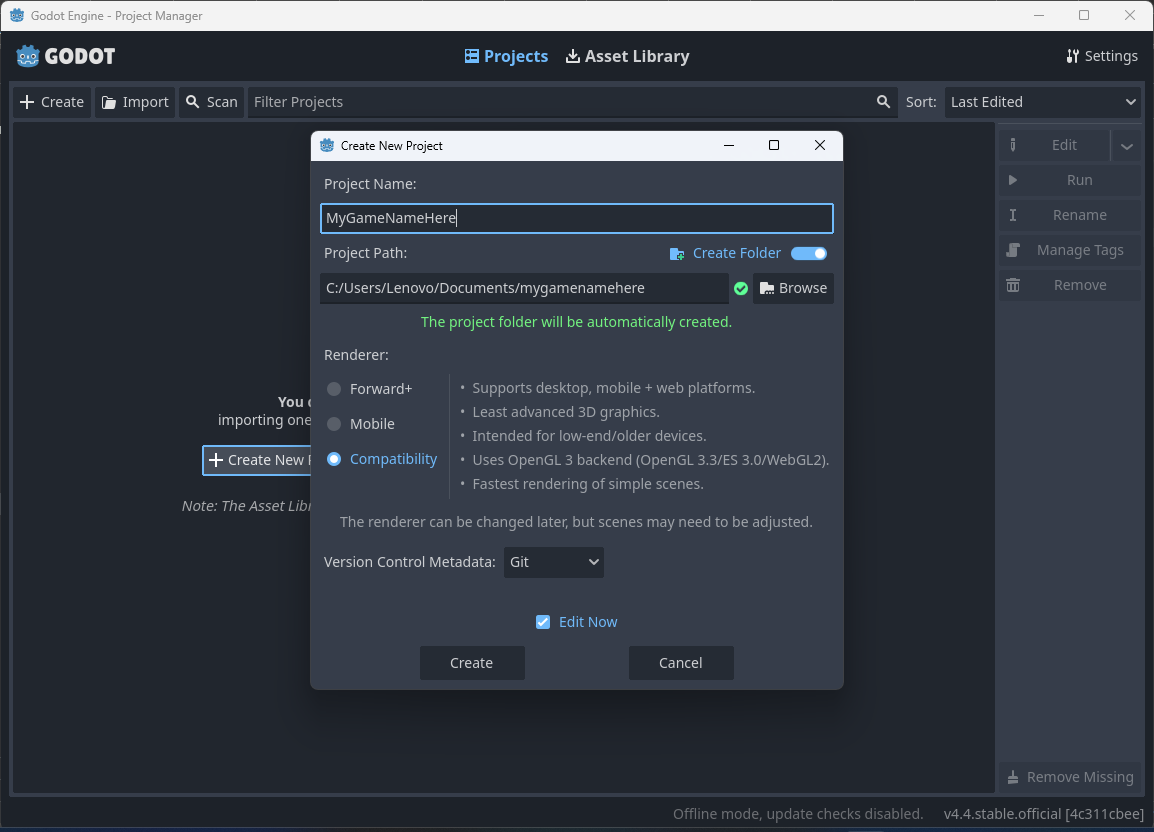 Godot Engine - Project Manager
GODOT
Projects
Asset Library
Settings
Create
Import
Scan
Filter Projects
Sort:
Last Edited
Create New Project
Project Name:
MyGameNameHere
Project Path:
Create Folder
C:/Users/Lenovo/Documents/mygamenamehere
Browse
The project folder will be automatically created.
Renderer:
Forward+
Mobile
Compatibility
• Supports desktop, mobile + web platforms.
• Least advanced 3D graphics.
• Intended for low-end/older devices.
• Uses OpenGL 3 backend (OpenGL 3.3/ES 3.0/WebGL2).
• Fastest rendering of simple scenes.
The renderer can be changed later, but scenes may need to be adjusted.
Version Control Metadata:
Git
Edit Now
Create
Cancel
You
importing one
Create New
Note: The Asset
Edit
Run
Rename
Manage Tags
Remove
Remove Missing
Offline mode, update checks disabled.
v4.4.stable.official [4c311cbee]